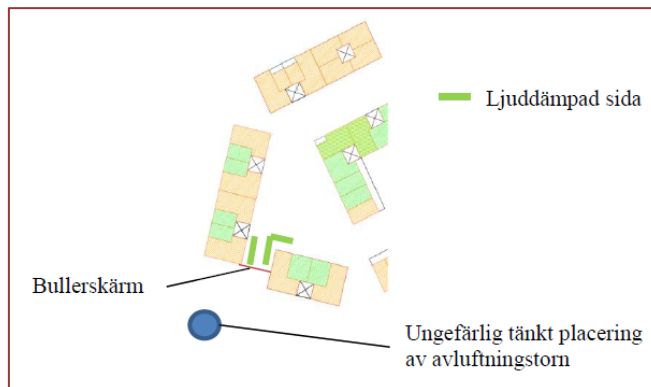 Ljuddämpad sida
Bullerskärm
Ungefärlig tänkt placering
av avluftningstorn